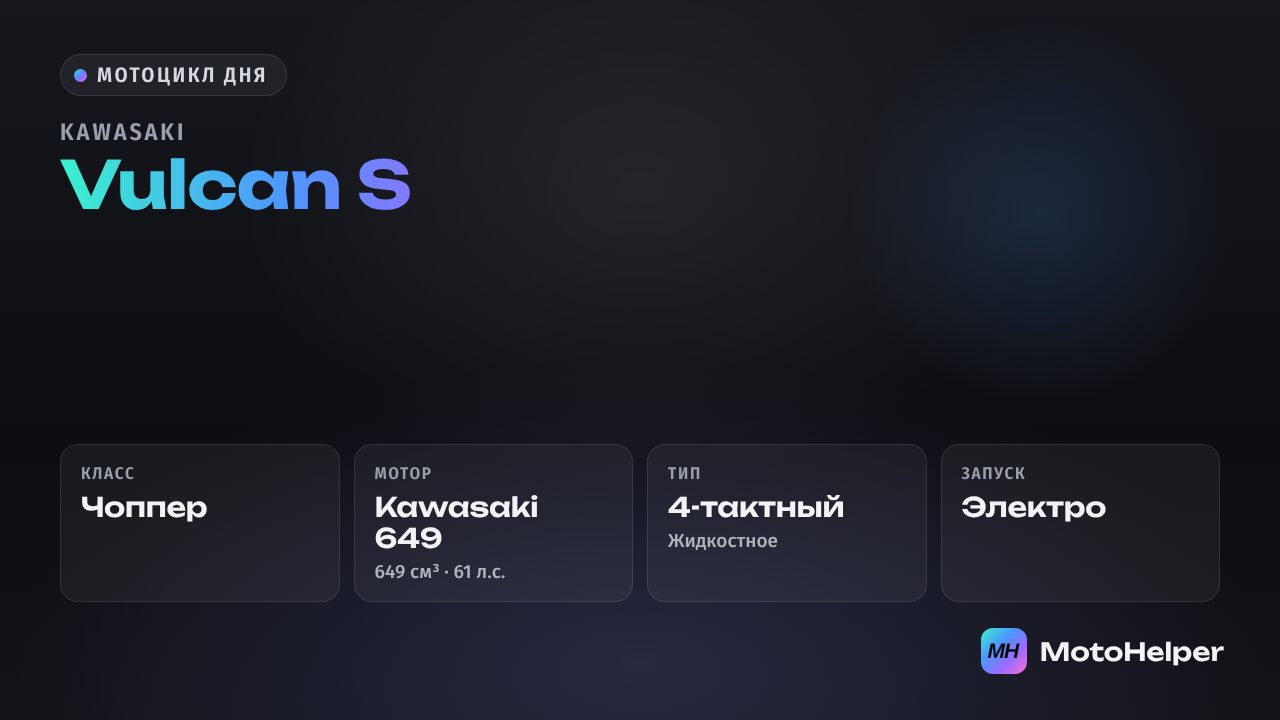 МОТОЦИКЛ ДНЯ
KAWASAKI
Vulcan S
КЛАСС
Чоппер
МОТОР
Kawasaki
649
649 см³ · 61 л.с.
ТИП
4-тактный
Жидкостное
ЗАПУСК
Электро
MH MotoHelper